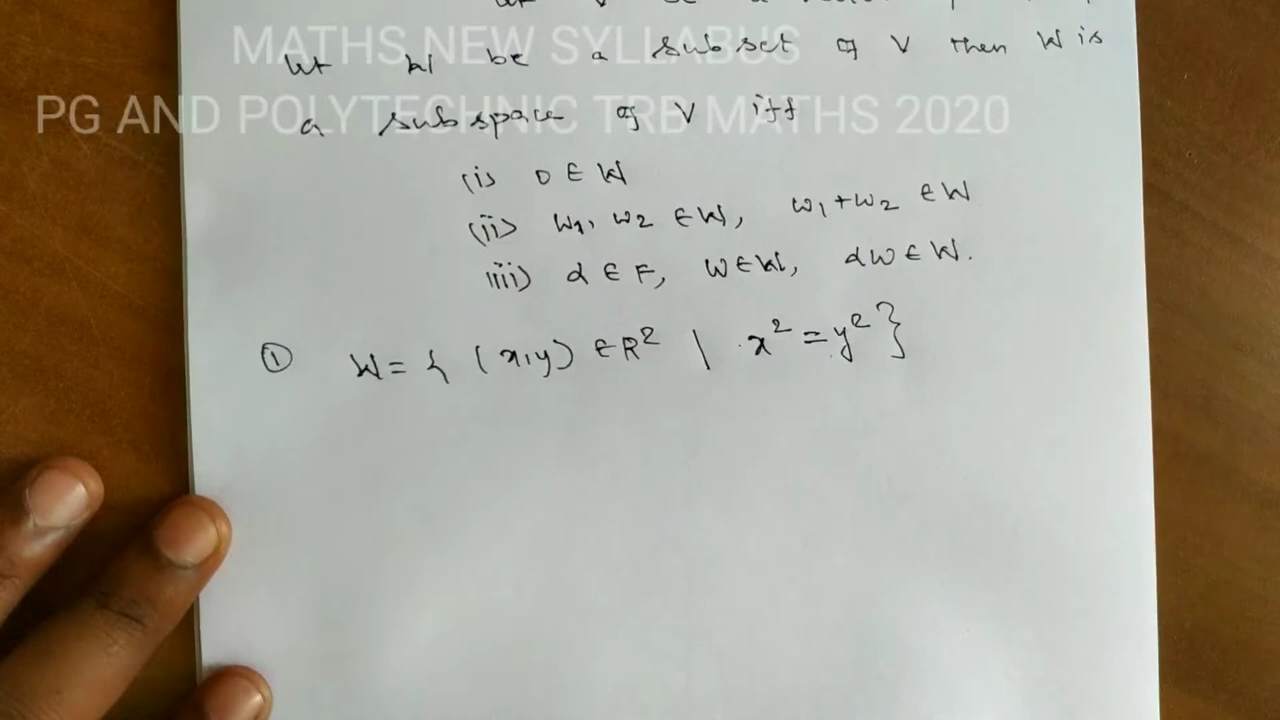 be a
MATHS NEW SYLLABUS
Let W be a subset of V then W is
PG AND POLYTECHNIC TRB MATHS 2020
a subspace of V iff
(i) 0 ∈ W
(ii) w1, w2 ∈ W, w1+w2 ∈ W
iii) α ∈ F, w ∈ W, αw ∈ W.
① W = { (x,y) ∈ R² | x² = y² }